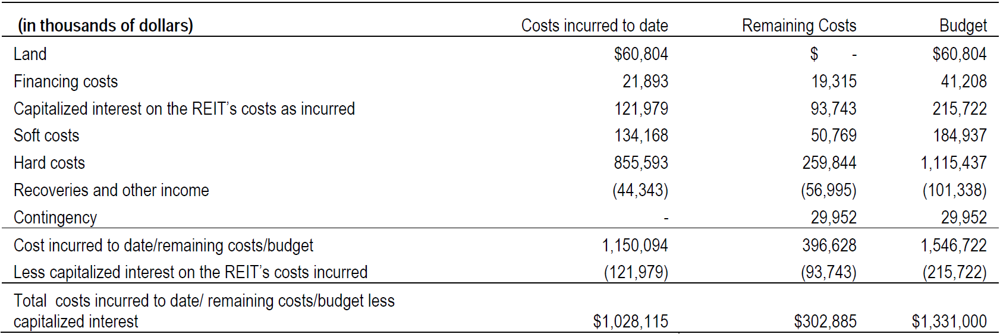 (in thousands of dollars) Costs incurred to date Remaining Costs Budget
Land $60,804 $ - $60,804
Financing costs 21,893 19,315 41,208
Capitalized interest on the REIT’s costs as incurred 121,979 93,743 215,722
Soft costs 134,168 50,769 184,937
Hard costs 855,593 259,844 1,115,437
Recoveries and other income (44,343) (56,995) (101,338)
Contingency - 29,952 29,952
Cost incurred to date/remaining costs/budget 1,150,094 396,628 1,546,722
Less capitalized interest on the REIT’s costs incurred (121,979) (93,743) (215,722)
Total costs incurred to date/ remaining costs/budget less
capitalized interest $1,028,115 $302,885 $1,331,000